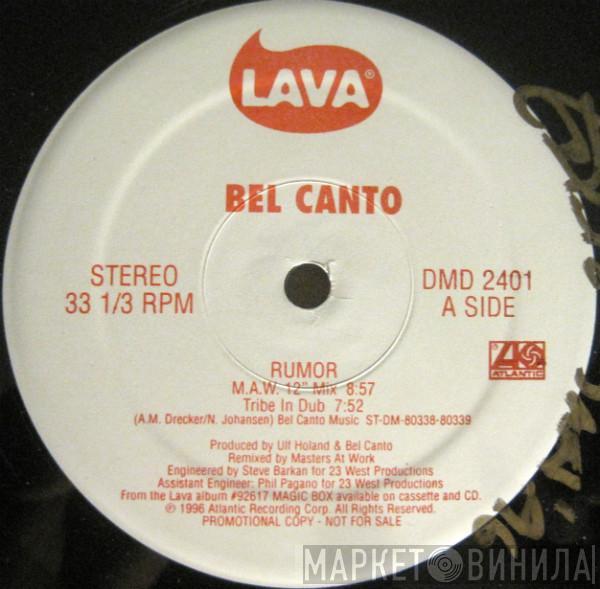 LAVA®
BEL CANTO
STEREO
33 1/3 RPM
DMD 2401
A SIDE
ATLANTIC
RUMOR
M.A.W. 12" Mix 8:57
Tribe In Dub 7:52
(A.M. Drecker/N. Johansen) Bel Canto Music ST-DM-80338-80339
Produced by Ulf Holand & Bel Canto
Remixed by Masters At Work
Engineered by Steve Barkan for 23 West Productions
Assistant Engineer: Phil Pagano for 23 West Productions
From the Lava album #92617 MAGIC BOX available on cassette and CD.
℗ 1996 Atlantic Recording Corp. All Rights Reserved.
PROMOTIONAL COPY - NOT FOR SALE
МАРКЕТ ВИНИЛА